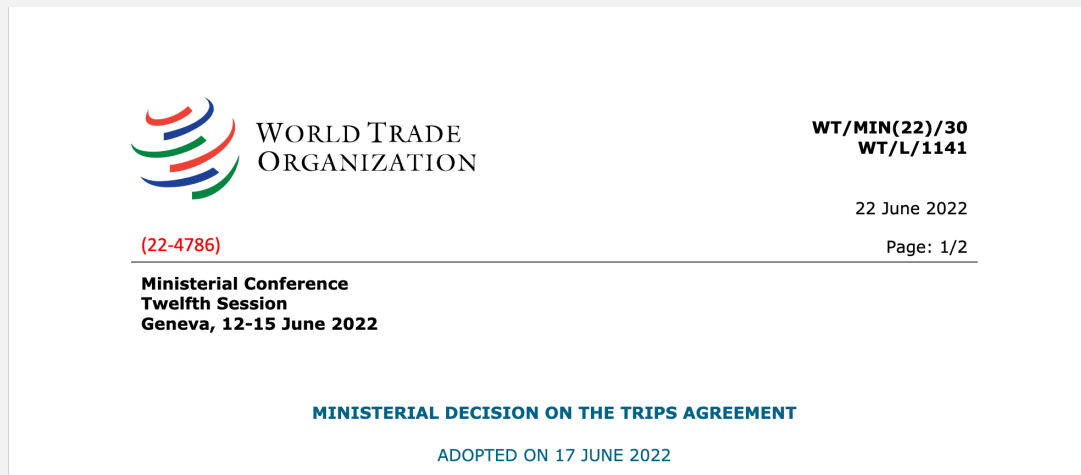 WORLD TRADE
ORGANIZATION
WT/MIN(22)/30
WT/L/1141
22 June 2022
(22-4786)
Page: 1/2
Ministerial Conference
Twelfth Session
Geneva, 12-15 June 2022
MINISTERIAL DECISION ON THE TRIPS AGREEMENT
ADOPTED ON 17 JUNE 2022